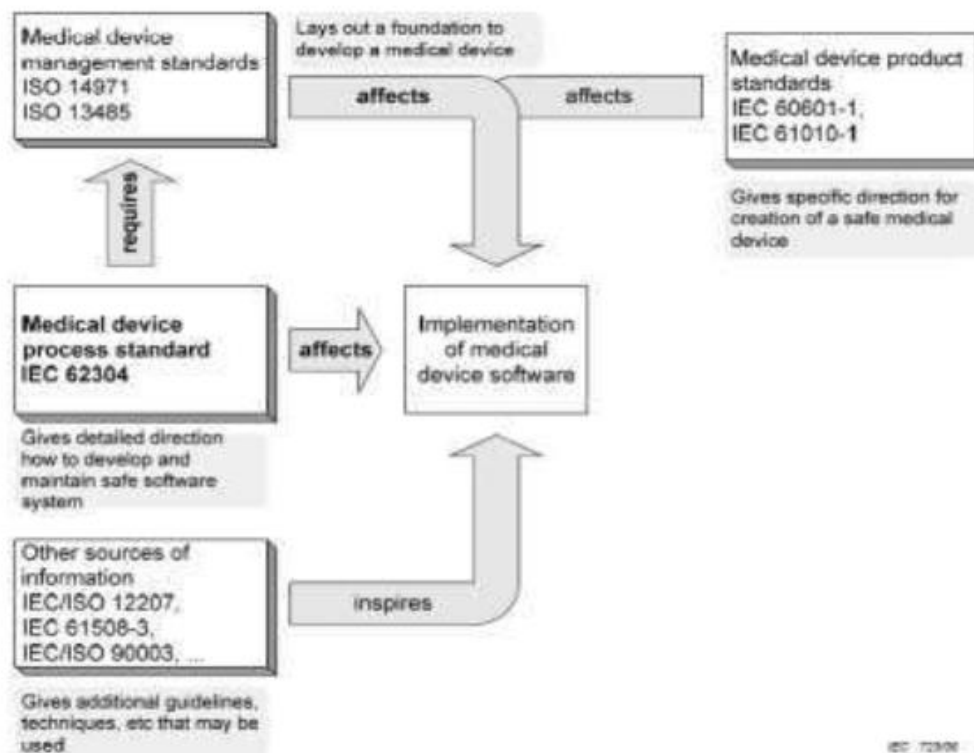 Medical device
management standards
ISO 14971
ISO 13485
Lays out a foundation to
develop a medical device
affects
affects
Medical device product
standards
IEC 60601-1,
IEC 61010-1
Gives specific direction for
creation of a safe medical
device
requires
Medical device
process standard
IEC 62304
affects
Implementation
of medical
device software
Gives detailed direction
how to develop and
maintain safe software
system
Other sources of
information
IEC/ISO 12207,
IEC 61508-3,
IEC/ISO 90003, ...
inspires
Gives additional guidelines,
techniques, etc that may be
used
IEC